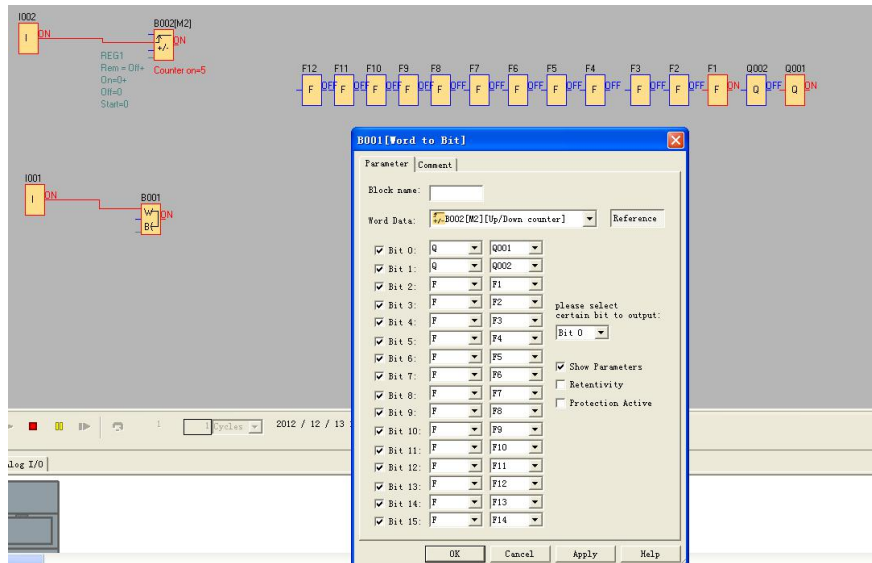 I002
I
ON
B002[M2]
+/-
ON
REG1
Rem = Off+
On=0+
Off=0
Start=0
Counter on=5
F12 F11 F10 F9 F8 F7 F6 F5 F4 F3 F2 F1 Q002 Q001
F OFF F OFF F OFF F OFF F OFF F OFF F OFF F OFF F OFF F OFF F OFF F ON Q OFF Q ON
I001
I
ON
B001
W
B
ON
B001[Word to Bit]
Parameter Comment
Block name:
Word Data: +/- B002[M2][Up/Down counter] Reference
Bit 0: Q Q001
Bit 1: Q Q002
Bit 2: F F1
Bit 3: F F2
Bit 4: F F3
Bit 5: F F4
Bit 6: F F5
Bit 7: F F6
Bit 8: F F7
Bit 9: F F8
Bit 10: F F9
Bit 11: F F10
Bit 12: F F11
Bit 13: F F12
Bit 14: F F13
Bit 15: F F14
please select
certain bit to output:
Bit 0
Show Parameters
Retentivity
Protection Active
1 1 Cycles 2012 / 12 / 13
alog I/O
OK Cancel Apply Help